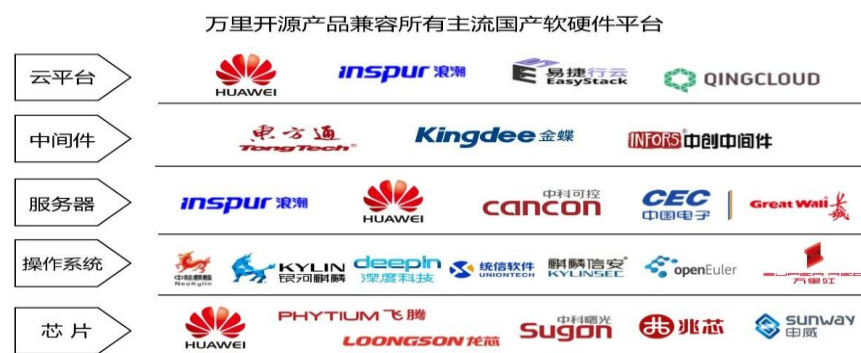 万里开源产品兼容所有主流国产软硬件平台
云平台
HUAWEI
inspur 浪潮
易捷行云
EasyStack
QINGCLOUD
中间件
东方通
TongTech®
Kingdee 金蝶
INFORS® 中创中间件
服务器
inspur 浪潮
HUAWEI
中科可控
cancon
CEC
中国电子
Great Wall 长城
操作系统
中标麒麟
NeoKylin
KYLIN
银河麒麟
deepin
深度科技
统信软件
UNIONTECH
麒麟信安®
KYLINSEC
openEuler
SUPER RED
万里红
芯片
HUAWEI
PHYTIUM 飞腾
LOONGSON 龙芯
中科曙光
Sugon
兆芯
sunway
申威